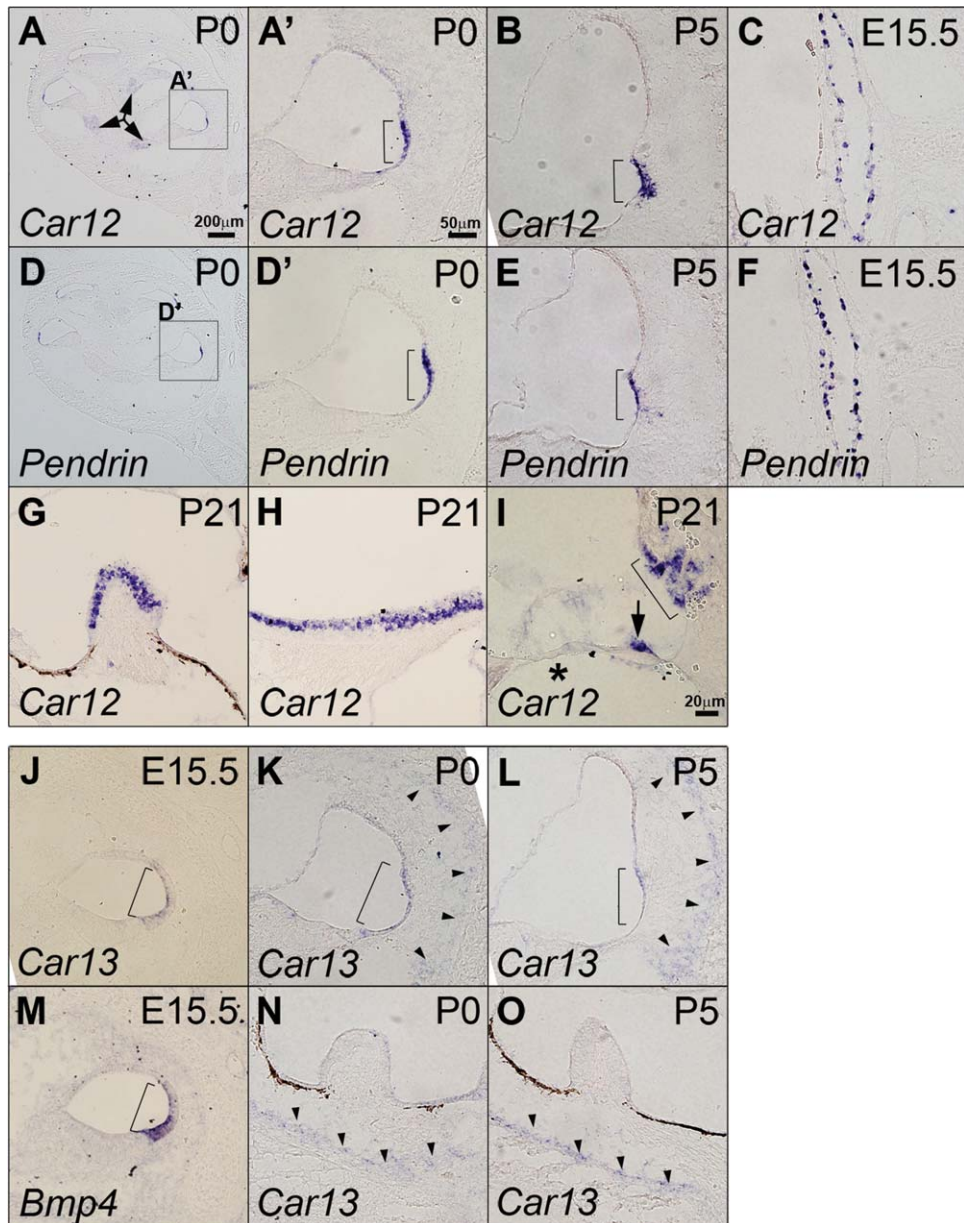 A P0
A'
Car12
200μm
A' P0
Car12
50μm
B P5
Car12
C E15.5
Car12
D P0
D'
Pendrin
D' P0
Pendrin
E P5
Pendrin
F E15.5
Pendrin
G P21
Car12
H P21
Car12
I P21
*
Car12
20μm
J E15.5
Car13
K P0
Car13
L P5
Car13
M E15.5
Bmp4
N P0
Car13
O P5
Car13